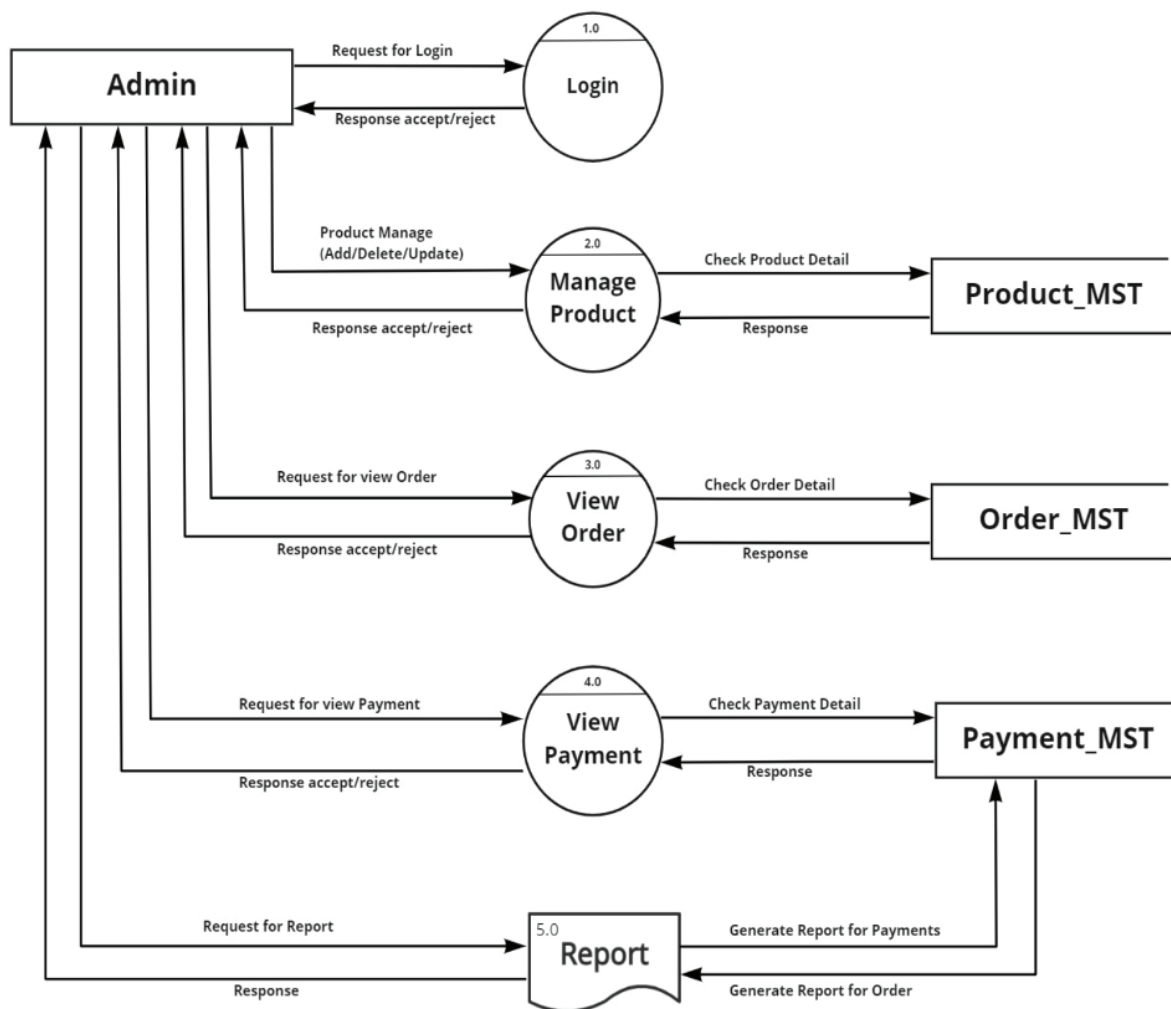 1.0
Request for Login
Admin
Login
Response accept/reject
Product Manage
(Add/Delete/Update)
2.0
Check Product Detail
Manage
Product
Product_MST
Response accept/reject
Response
3.0
Request for view Order
Check Order Detail
View
Order
Order_MST
Response accept/reject
Response
4.0
Request for view Payment
Check Payment Detail
View
Payment
Payment_MST
Response accept/reject
Response
Request for Report
5.0
Report
Generate Report for Payments
Response
Generate Report for Order